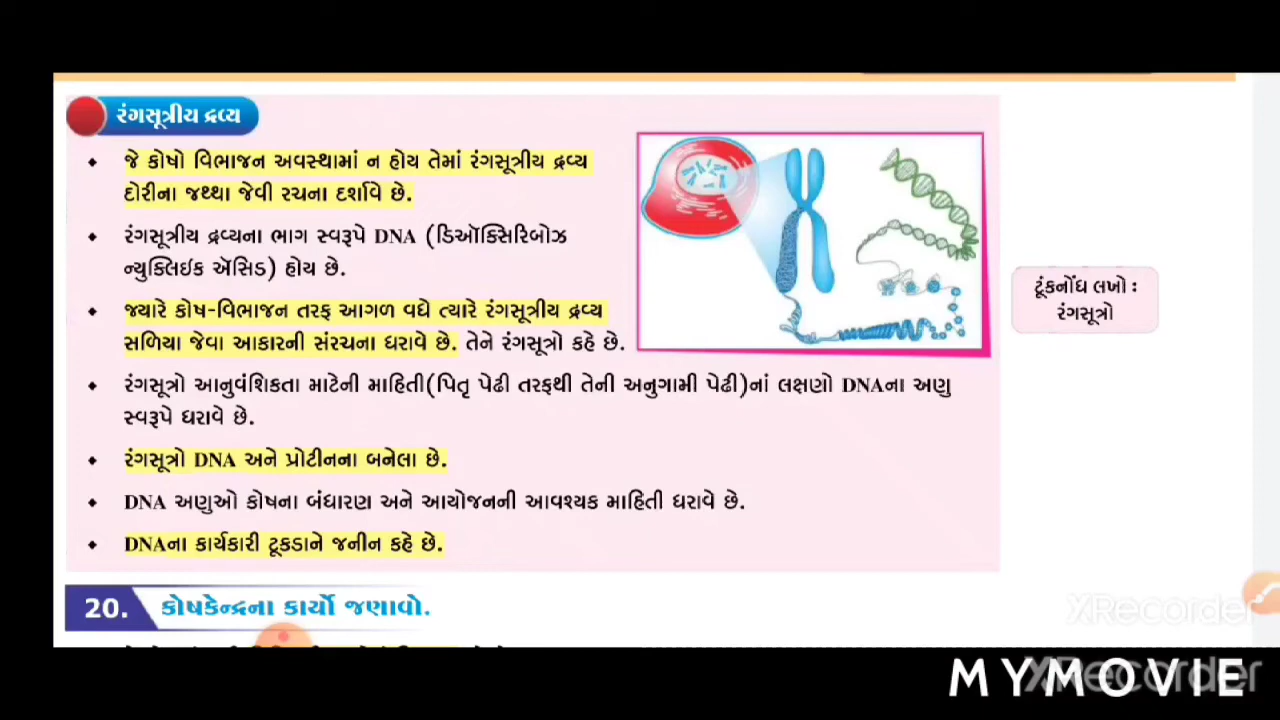 રંગસૂત્રીય દ્રવ્ય
જે કોષો વિભાજન અવસ્થામાં ન હોય તેમાં રંગસૂત્રીય દ્રવ્ય
દોરીના જથ્થા જેવી રચના દર્શાવે છે.
રંગસૂત્રીય દ્રવ્યના ભાગ સ્વરૂપે DNA (ડિઑક્સિરિબોઝ
ન્યુક્લિઇક ઍસિડ) હોય છે.
જ્યારે કોષ-વિભાજન તરફ આગળ વધે ત્યારે રંગસૂત્રીય દ્રવ્ય
સળિયા જેવા આકારની સંરચના ધરાવે છે. તેને રંગસૂત્રો કહે છે.
રંગસૂત્રો આનુવંશિકતા માટેની માહિતી(પિતૃ પેઢી તરફથી તેની અનુગામી પેઢી)નાં લક્ષણો DNAના અણુ
સ્વરૂપે ધરાવે છે.
રંગસૂત્રો DNA અને પ્રોટીનના બનેલા છે.
DNA અણુઓ કોષના બંધારણ અને આયોજનની આવશ્યક માહિતી ધરાવે છે.
DNAના કાર્યકારી ટૂકડાને જનીન કહે છે.
ટૂંકનોંધ લખો :
રંગસૂત્રો
20. કોષકેન્દ્રના કાર્યો જણાવો.
XRecorder
MYMOVIE
XRecorder